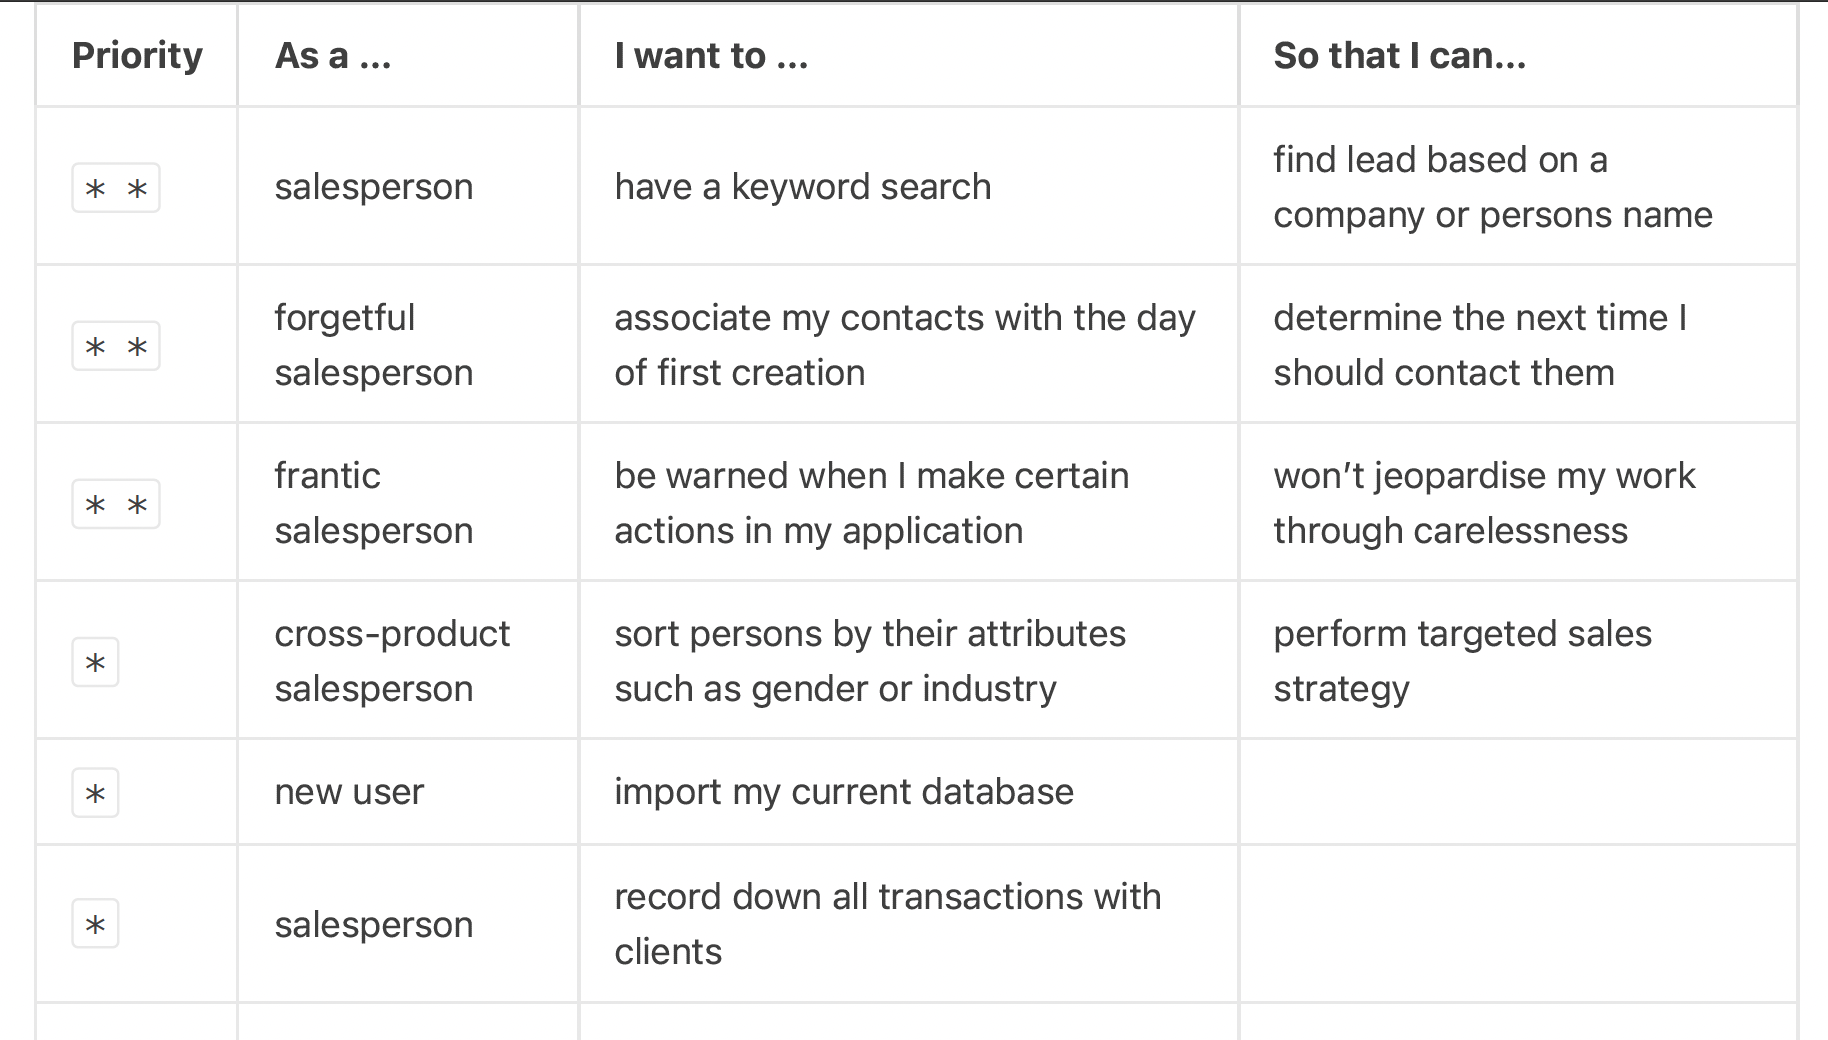 Priority
As a ...
I want to ...
So that I can...
* *
salesperson
have a keyword search
find lead based on a
company or persons name
* *
forgetful
salesperson
associate my contacts with the day
of first creation
determine the next time I
should contact them
* *
frantic
salesperson
be warned when I make certain
actions in my application
won’t jeopardise my work
through carelessness
*
cross-product
salesperson
sort persons by their attributes
such as gender or industry
perform targeted sales
strategy
*
new user
import my current database
*
salesperson
record down all transactions with
clients